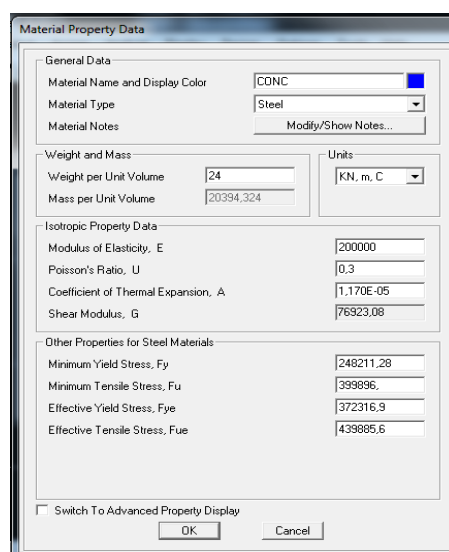 Material Property Data
General Data
Material Name and Display Color CONC
Material Type Steel
Material Notes Modify/Show Notes...
Weight and Mass Units
Weight per Unit Volume 24 KN, m, C
Mass per Unit Volume 20394,324
Isotropic Property Data
Modulus of Elasticity, E 200000
Poisson's Ratio, U 0,3
Coefficient of Thermal Expansion, A 1,170E-05
Shear Modulus, G 76923,08
Other Properties for Steel Materials
Minimum Yield Stress, Fy 248211,28
Minimum Tensile Stress, Fu 399896,
Effective Yield Stress, Fye 372316,9
Effective Tensile Stress, Fue 439885,6
Switch To Advanced Property Display
OK Cancel